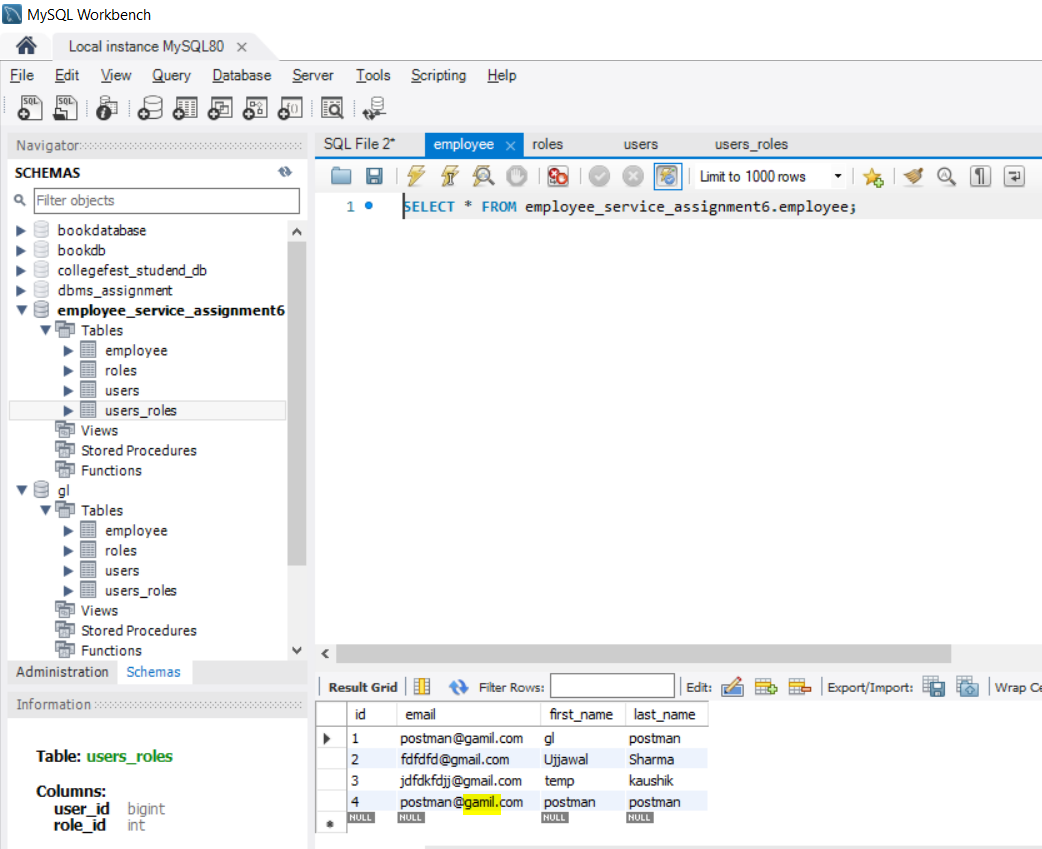 MySQL Workbench
Local instance MySQL80
File Edit View Query Database Server Tools Scripting Help
Navigator
SCHEMAS
Filter objects
bookdatabase
bookdb
collegefest_studend_db
dbms_assignment
employee_service_assignment6
Tables
employee
roles
users
users_roles
Views
Stored Procedures
Functions
gl
Tables
employee
roles
users
users_roles
Views
Stored Procedures
Functions
Administration Schemas
Information
Table: users_roles
Columns:
user_id bigint
role_id int
SQL File 2* employee roles users users_roles
Limit to 1000 rows
1 SELECT * FROM employee_service_assignment6.employee;
Result Grid Filter Rows: Edit: Export/Import: Wrap Ce
id email first_name last_name
1 postman@gamil.com gl postman
2 fdfdfd@gmail.com Ujjawal Sharma
3 jdfdkfdjj@gmail.com temp kaushik
4 postman@gamil.com postman postman
NULL NULL NULL NULL